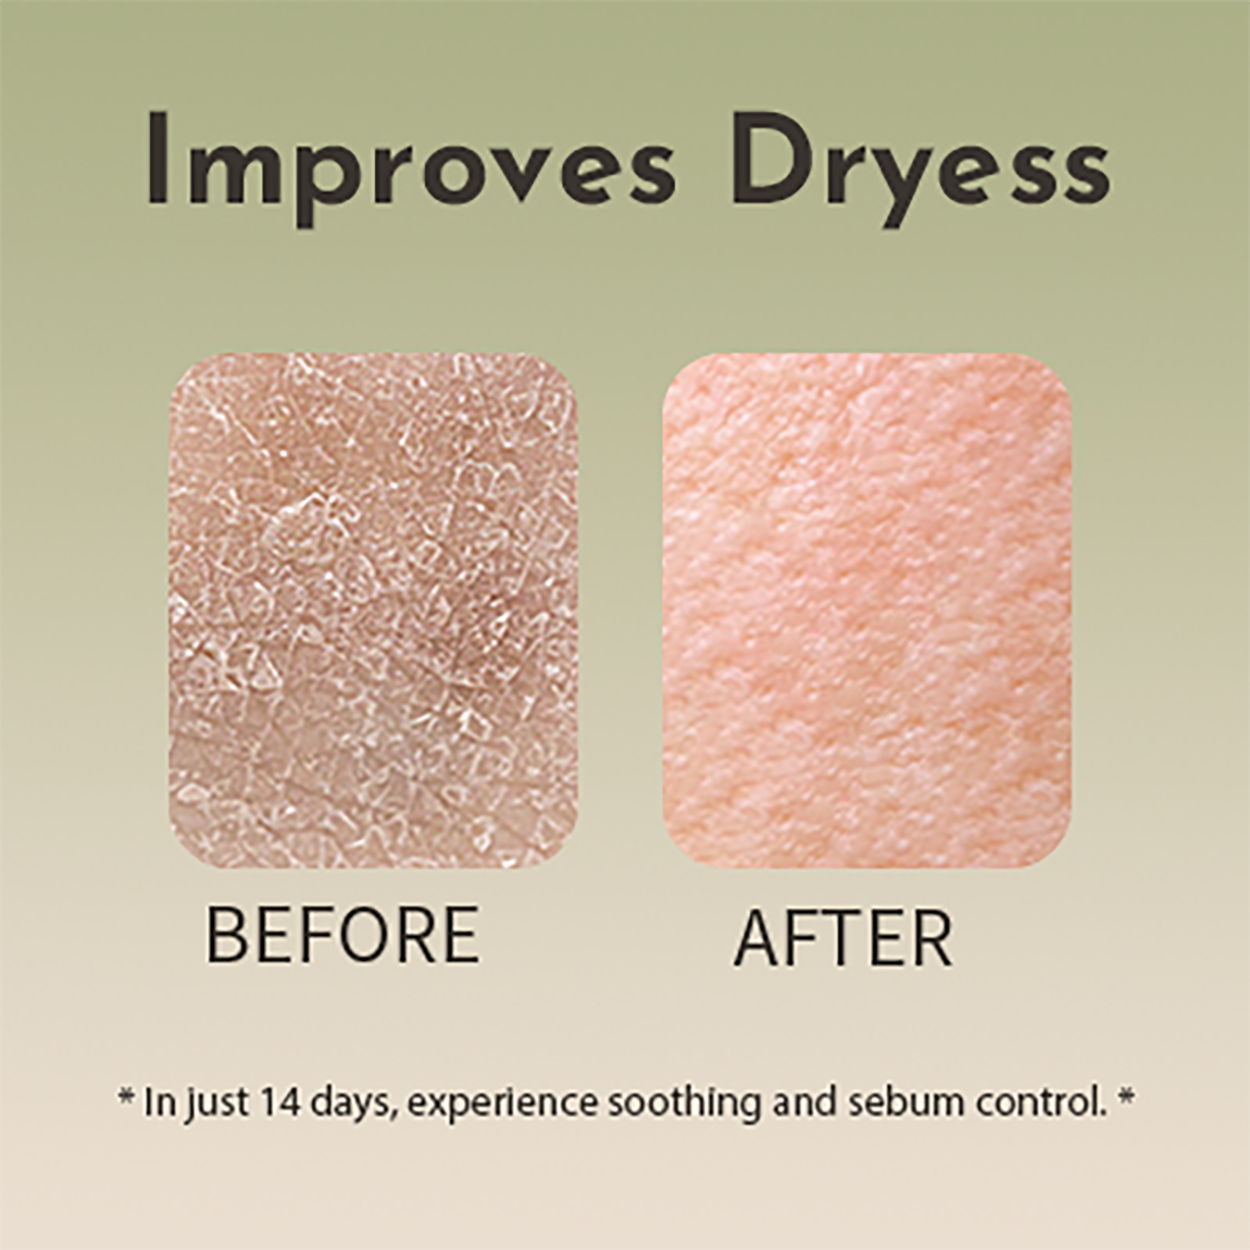 Improves Dryess
BEFORE
AFTER
* In just 14 days, experience soothing and sebum control. *